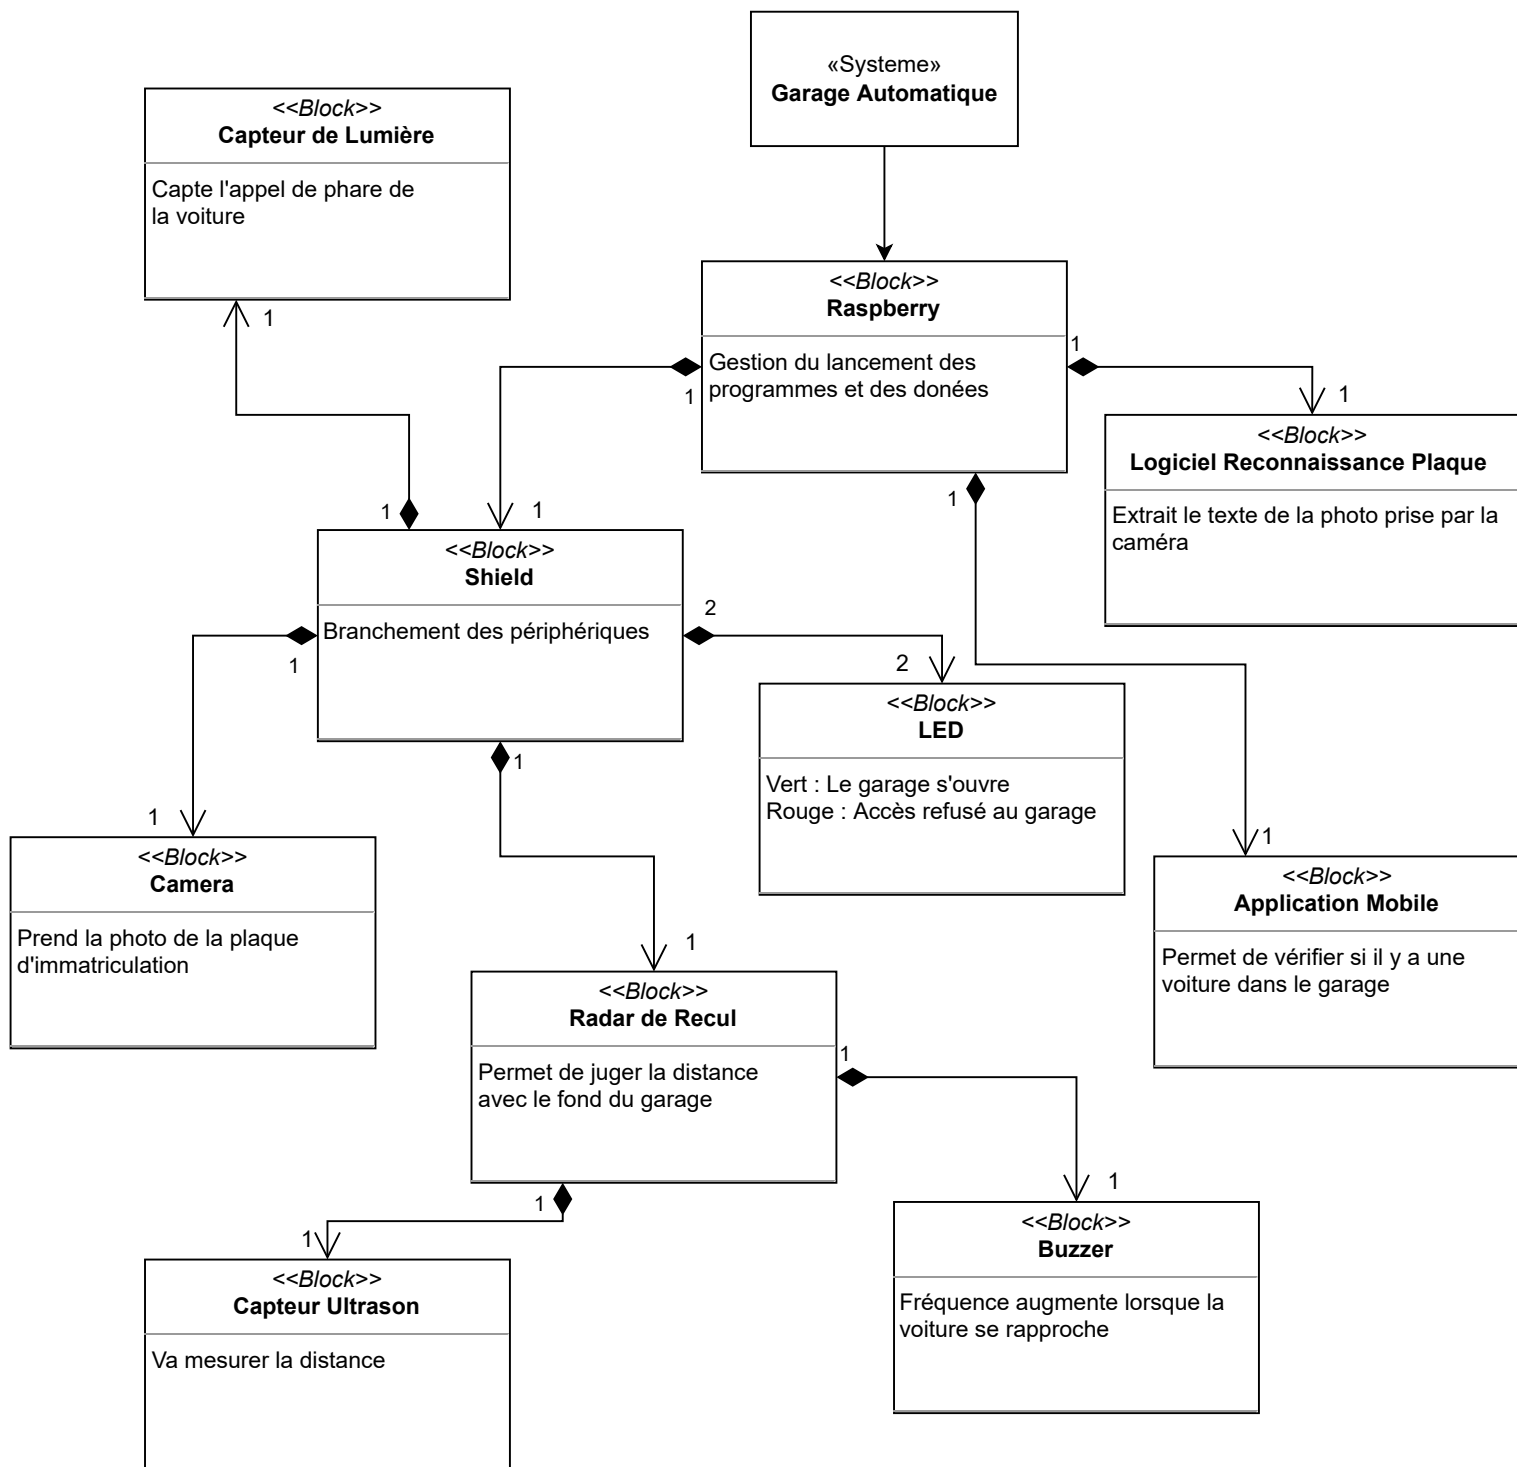 «Systeme»
Garage Automatique
<<Block>>
Capteur de Lumière
Capte l'appel de phare de
la voiture
1
<<Block>>
Raspberry
Gestion du lancement des
programmes et des donées
1
1
1
1
<<Block>>
Logiciel Reconnaissance Plaque
Extrait le texte de la photo prise par la
caméra
1
1
<<Block>>
Shield
Branchement des périphériques
1
2
1
2
<<Block>>
LED
Vert : Le garage s'ouvre
Rouge : Accès refusé au garage
1
<<Block>>
Camera
Prend la photo de la plaque
d'immatriculation
1
<<Block>>
Application Mobile
Permet de vérifier si il y a une
voiture dans le garage
1
<<Block>>
Radar de Recul
Permet de juger la distance
avec le fond du garage
1
1
1
1
<<Block>>
Buzzer
Fréquence augmente lorsque la
voiture se rapproche
<<Block>>
Capteur Ultrason
Va mesurer la distance